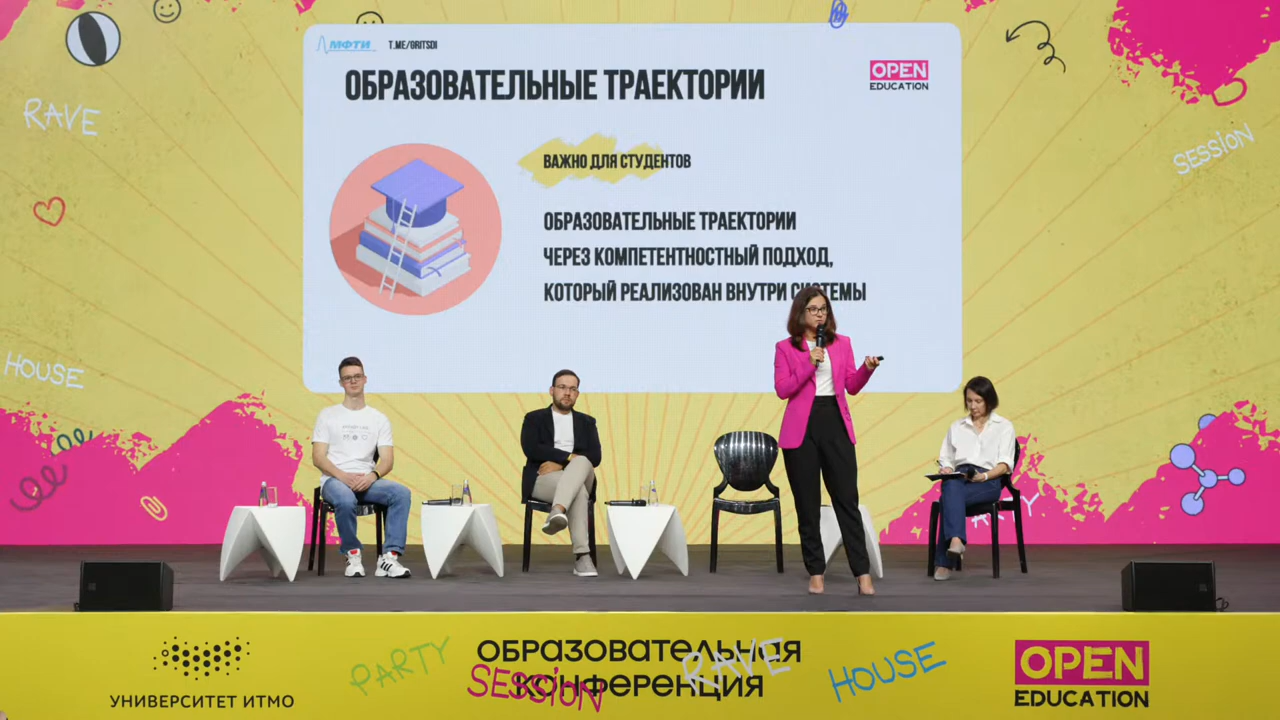 МФТИ
T.ME/GRITSDI
ОБРАЗОВАТЕЛЬНЫЕ ТРАЕКТОРИИ
OPEN
EDUCATION
ВАЖНО ДЛЯ СТУДЕНТОВ
ОБРАЗОВАТЕЛЬНЫЕ ТРАЕКТОРИИ
ЧЕРЕЗ КОМПЕТЕНТНОСТНЫЙ ПОДХОД,
КОТОРЫЙ РЕАЛИЗОВАН ВНУТРИ СИСТЕМЫ
RAVE
SESSION
HOUSE
УНИВЕРСИТЕТ ИТМО
PARTY
ОБРАЗОВАТЕЛЬНАЯ
КОНФЕРЕНЦИЯ
SESSION
RAVE
HOUSE
OPEN
EDUCATION